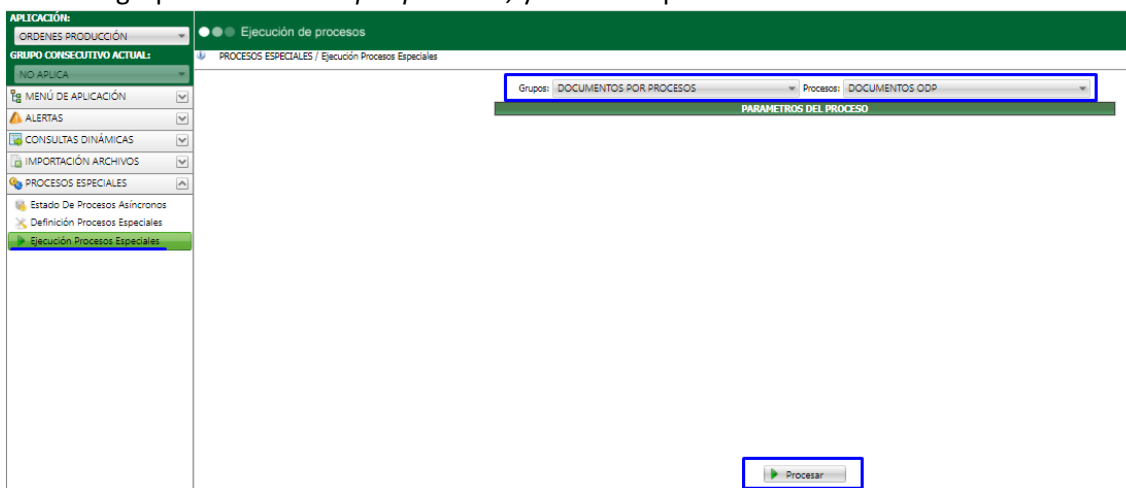 APLICACIÓN:
ORDENES PRODUCCIÓN
GRUPO CONSECUTIVO ACTUAL:
NO APLICA
MENÚ DE APLICACIÓN
ALERTAS
CONSULTAS DINÁMICAS
IMPORTACIÓN ARCHIVOS
PROCESOS ESPECIALES
Estado De Procesos Asíncronos
Definición Procesos Especiales
Ejecución Procesos Especiales
Ejecución de procesos
PROCESOS ESPECIALES / Ejecución Procesos Especiales
Grupos: DOCUMENTOS POR PROCESOS Procesos: DOCUMENTOS ODP
PARAMETROS DEL PROCESO
Procesar